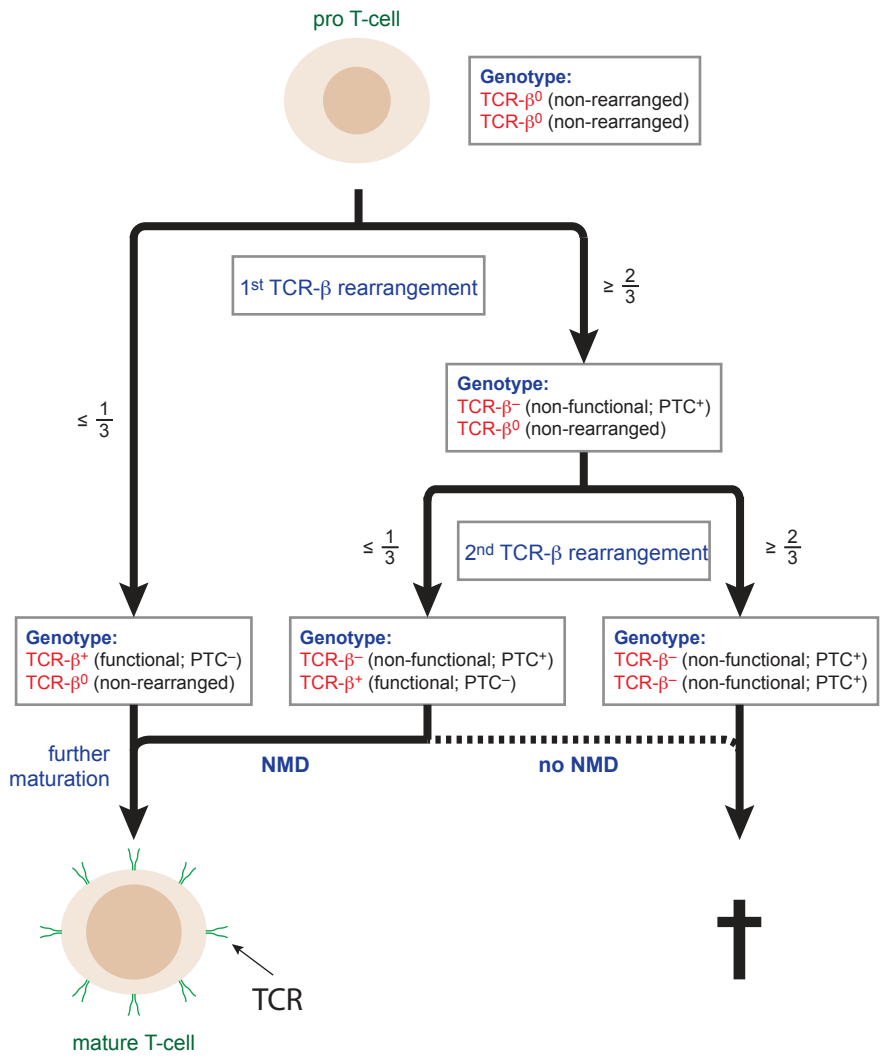 pro T-cell
Genotype:
TCR-β⁰ (non-rearranged)
TCR-β⁰ (non-rearranged)
1st TCR-β rearrangement
≥ 2/3
≤ 1/3
Genotype:
TCR-β⁻ (non-functional; PTC⁺)
TCR-β⁰ (non-rearranged)
≤ 1/3
2nd TCR-β rearrangement
≥ 2/3
Genotype:
TCR-β⁺ (functional; PTC⁻)
TCR-β⁰ (non-rearranged)
Genotype:
TCR-β⁻ (non-functional; PTC⁺)
TCR-β⁺ (functional; PTC⁻)
Genotype:
TCR-β⁻ (non-functional; PTC⁺)
TCR-β⁻ (non-functional; PTC⁺)
further
maturation
NMD
no NMD
TCR
mature T-cell